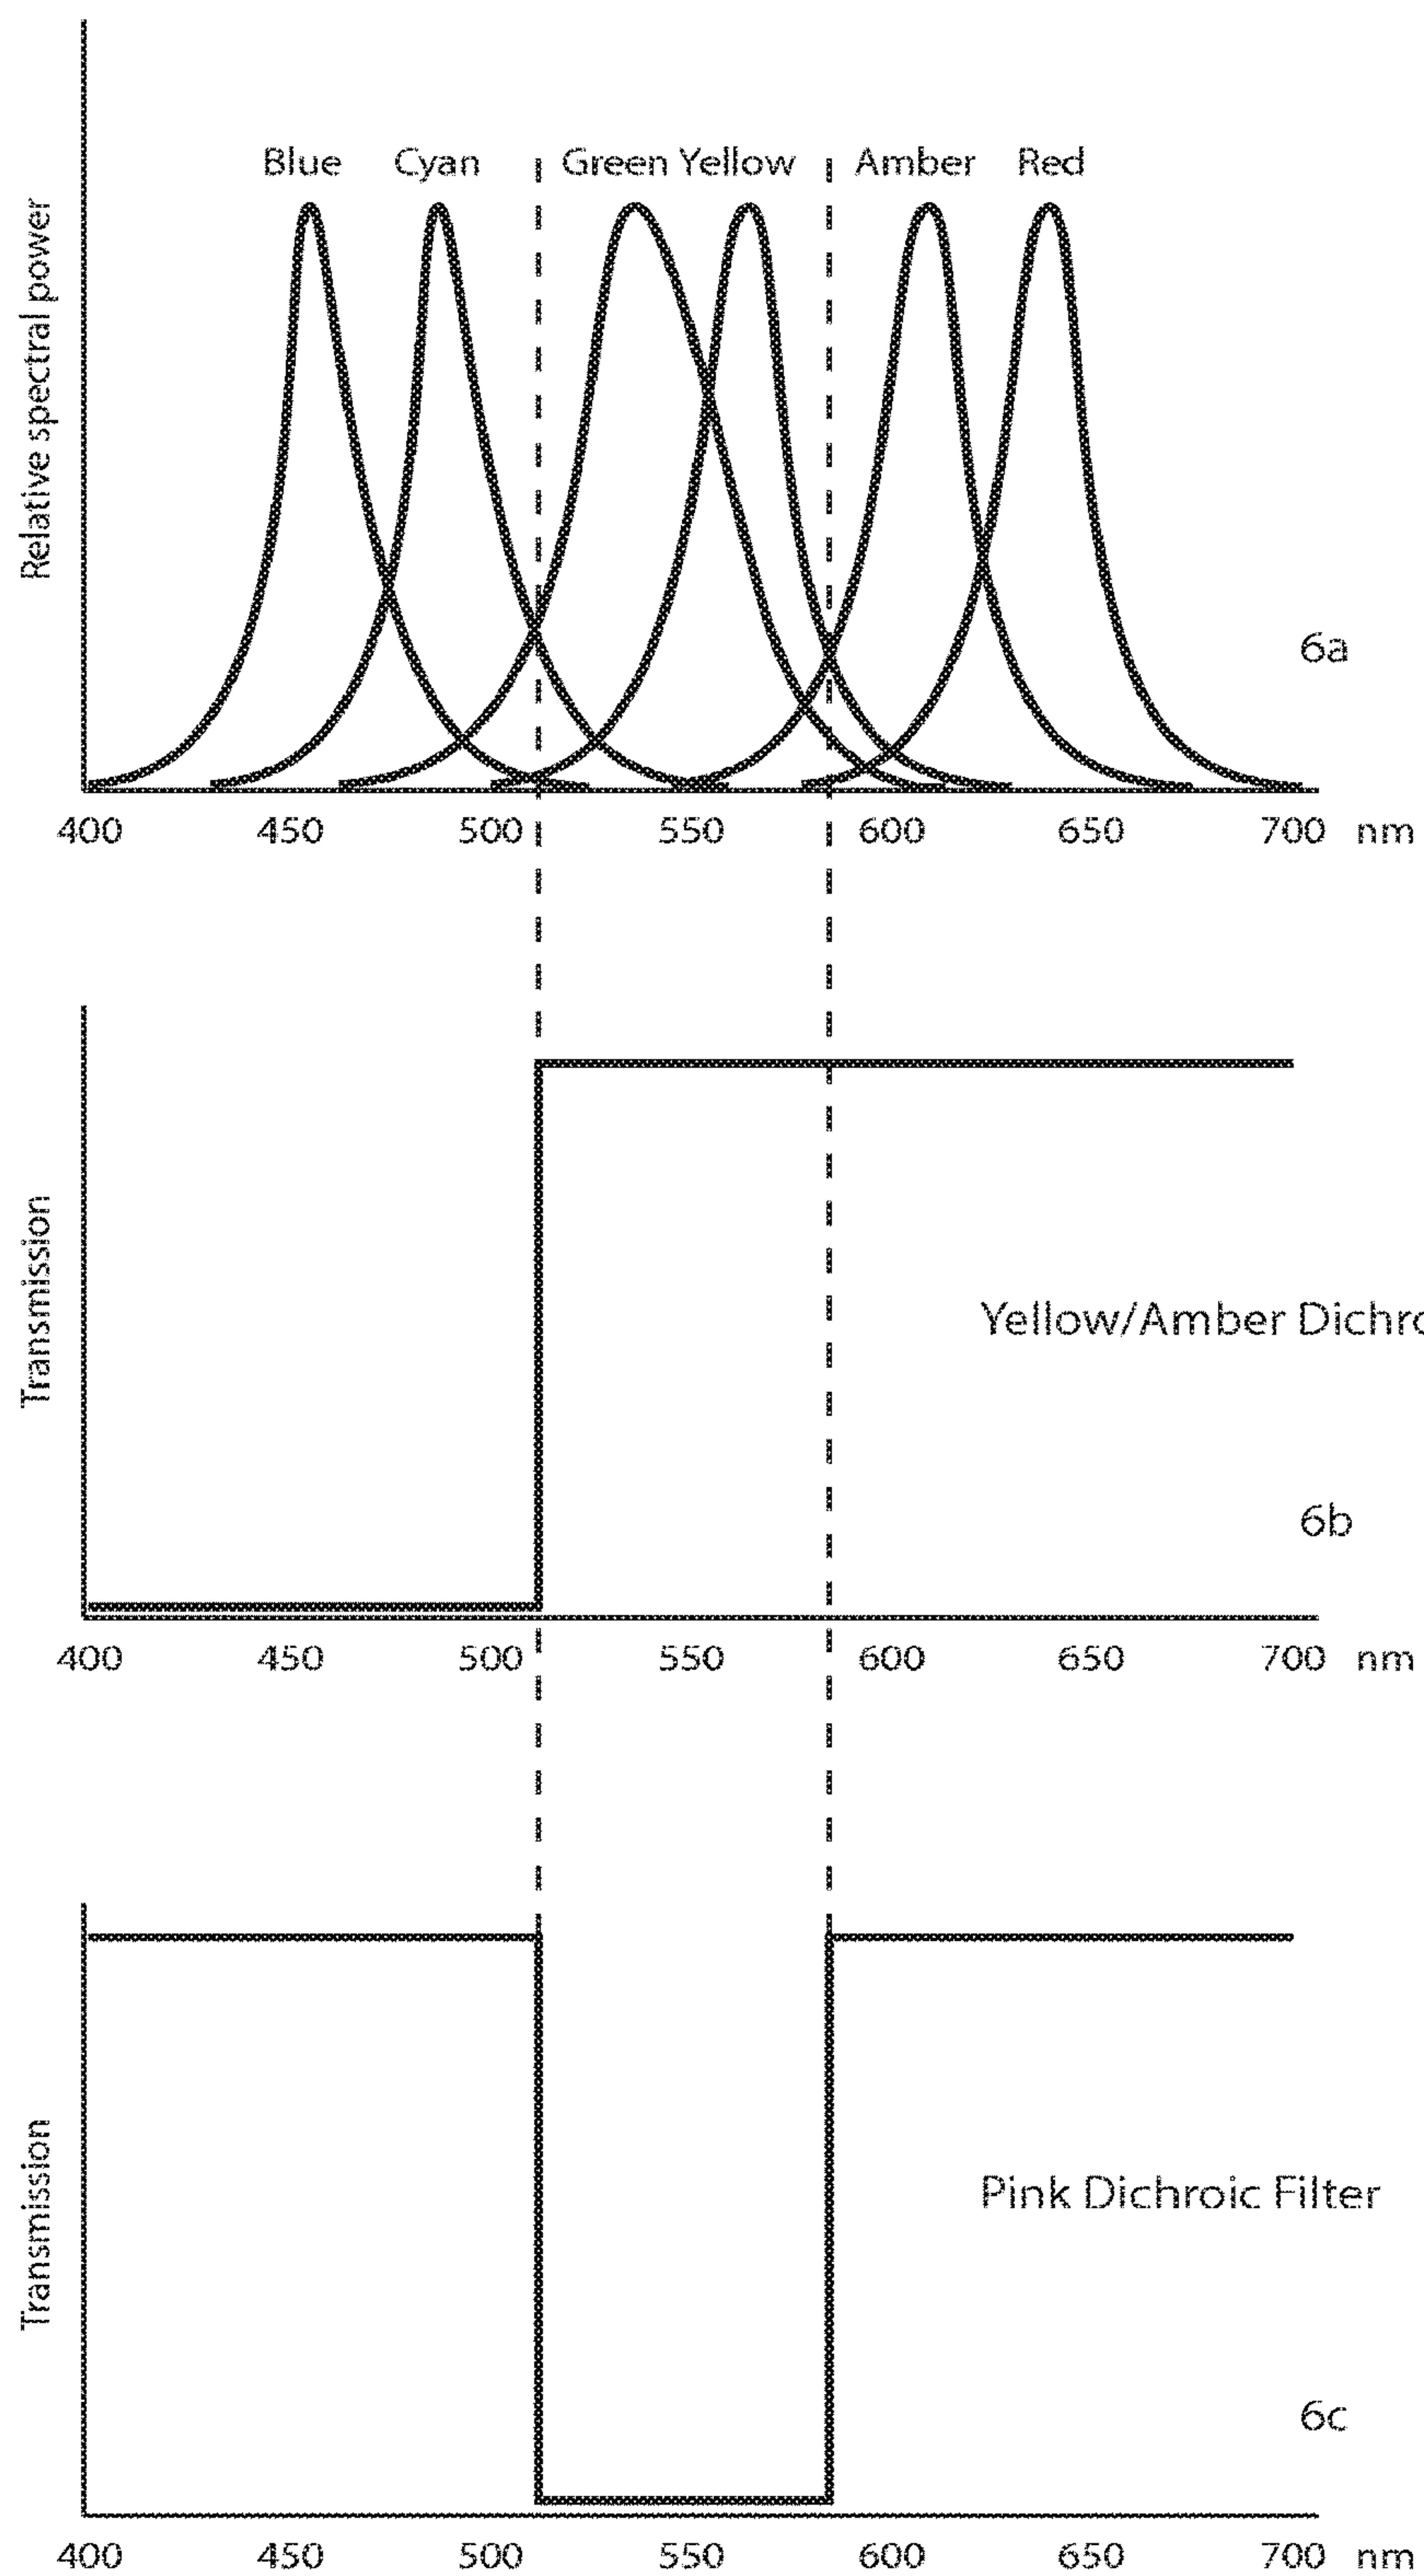 Blue Cyan Green Yellow Amber Red
Relative spectral power
6a
400 450 500 550 600 650 700 nm
Transmission
Yellow/Amber Dichro
6b
400 450 500 550 600 650 700 nm
Transmission
Pink Dichroic Filter
6c
400 450 500 550 600 650 700 nm